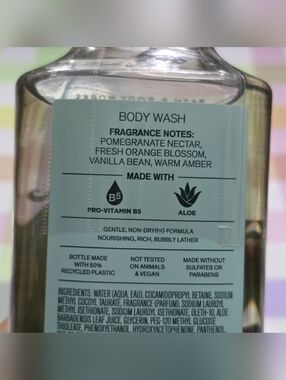 BODY WASH
FRAGRANCE NOTES:
POMEGRANATE NECTAR,
FRESH ORANGE BLOSSOM,
VANILLA BEAN, WARM AMBER
MADE WITH
B5
PRO-VITAMIN B5
ALOE
GENTLE, NON-DRYING FORMULA
NOURISHING, RICH, BUBBLY LATHER
BOTTLE MADE
WITH 50%
RECYCLED PLASTIC
NOT TESTED
ON ANIMALS
& VEGAN
MADE WITHOUT
SULFATES OR
PARABENS
INGREDIENTS: WATER (AQUA, EAU), COCAMIDOPROPYL BETAINE, SODIUM
METHYL COCOYL TAURATE, FRAGRANCE (PARFUM), SODIUM LAUROYL
METHYL ISETHIONATE, SODIUM LAUROYL ISETHIONATE, OLETH-10, ALOE
BARBADENSIS LEAF JUICE, GLYCERIN, PEG-120 METHYL GLUCOSE
TRIOLEATE, PHENOXYETHANOL, HYDROXYACETOPHENONE, PANTHENOL,